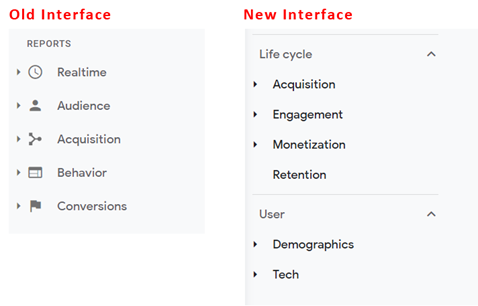 Old Interface
REPORTS
Realtime
Audience
Acquisition
Behavior
Conversions
New Interface
Life cycle
Acquisition
Engagement
Monetization
Retention
User
Demographics
Tech